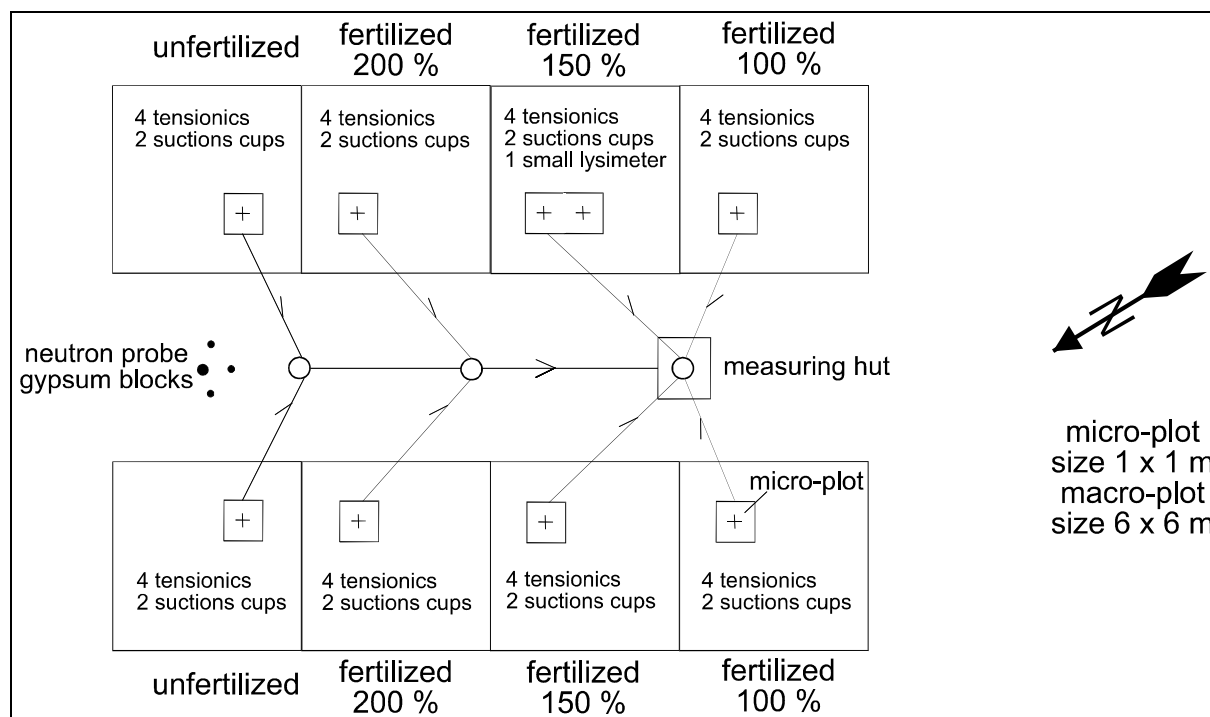 unfertilized
fertilized
200 %
fertilized
150 %
fertilized
100 %
4 tensionics
2 suctions cups
4 tensionics
2 suctions cups
4 tensionics
2 suctions cups
1 small lysimeter
4 tensionics
2 suctions cups
neutron probe
gypsum blocks
measuring hut
N
micro-plot
size 1 x 1 m
macro-plot
size 6 x 6 m
micro-plot
4 tensionics
2 suctions cups
4 tensionics
2 suctions cups
4 tensionics
2 suctions cups
4 tensionics
2 suctions cups
unfertilized
fertilized
200 %
fertilized
150 %
fertilized
100 %